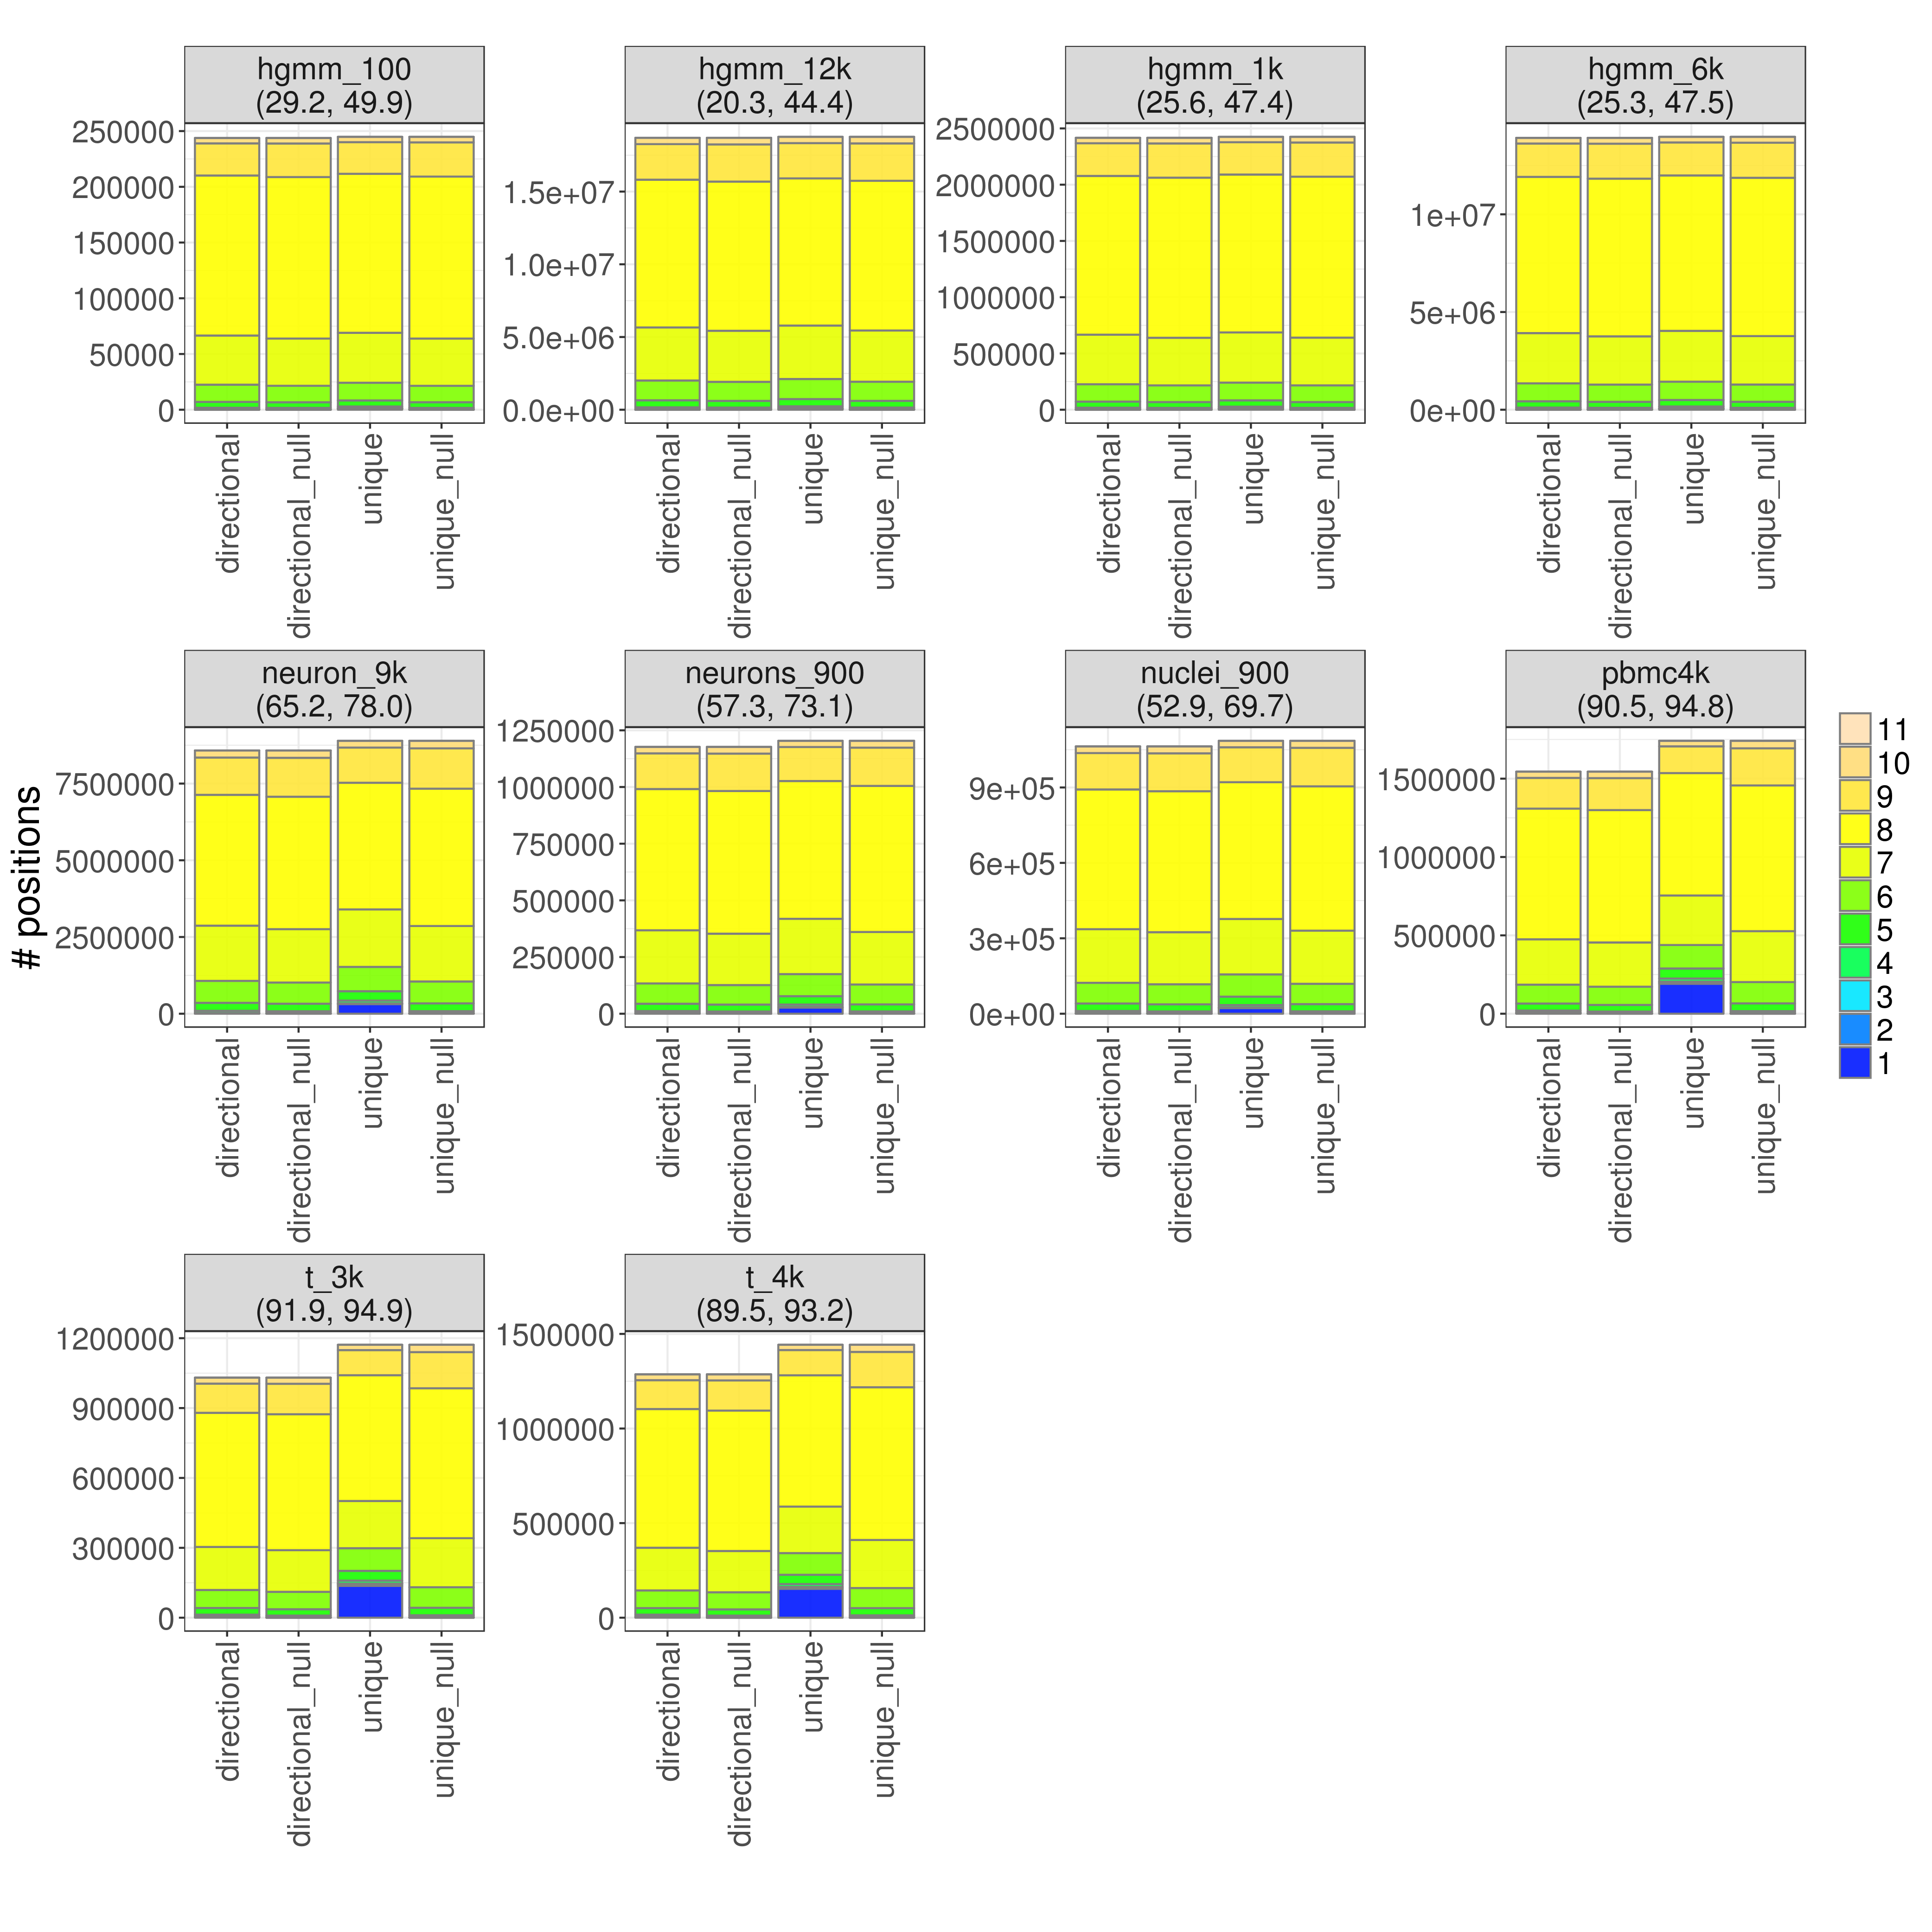 hgmm_100
(29.2, 49.9)
hgmm_12k
(20.3, 44.4)
hgmm_1k
(25.6, 47.4)
hgmm_6k
(25.3, 47.5)
250000
200000
150000
100000
50000
0
1.5e+07
1.0e+07
5.0e+06
0.0e+00
2500000
2000000
1500000
1000000
500000
0
1e+07
5e+06
0e+00
directional
directional_null
unique
unique_null
directional
directional_null
unique
unique_null
directional
directional_null
unique
unique_null
directional
directional_null
unique
unique_null
# positions
neuron_9k
(65.2, 78.0)
neurons_900
(57.3, 73.1)
nuclei_900
(52.9, 69.7)
pbmc4k
(90.5, 94.8)
7500000
5000000
2500000
0
1250000
1000000
750000
500000
250000
0
9e+05
6e+05
3e+05
0e+00
1500000
1000000
500000
0
directional
directional_null
unique
unique_null
directional
directional_null
unique
unique_null
directional
directional_null
unique
unique_null
directional
directional_null
unique
unique_null
11
10
9
8
7
6
5
4
3
2
1
t_3k
(91.9, 94.9)
t_4k
(89.5, 93.2)
1200000
900000
600000
300000
0
1500000
1000000
500000
0
directional
directional_null
unique
unique_null
directional
directional_null
unique
unique_null